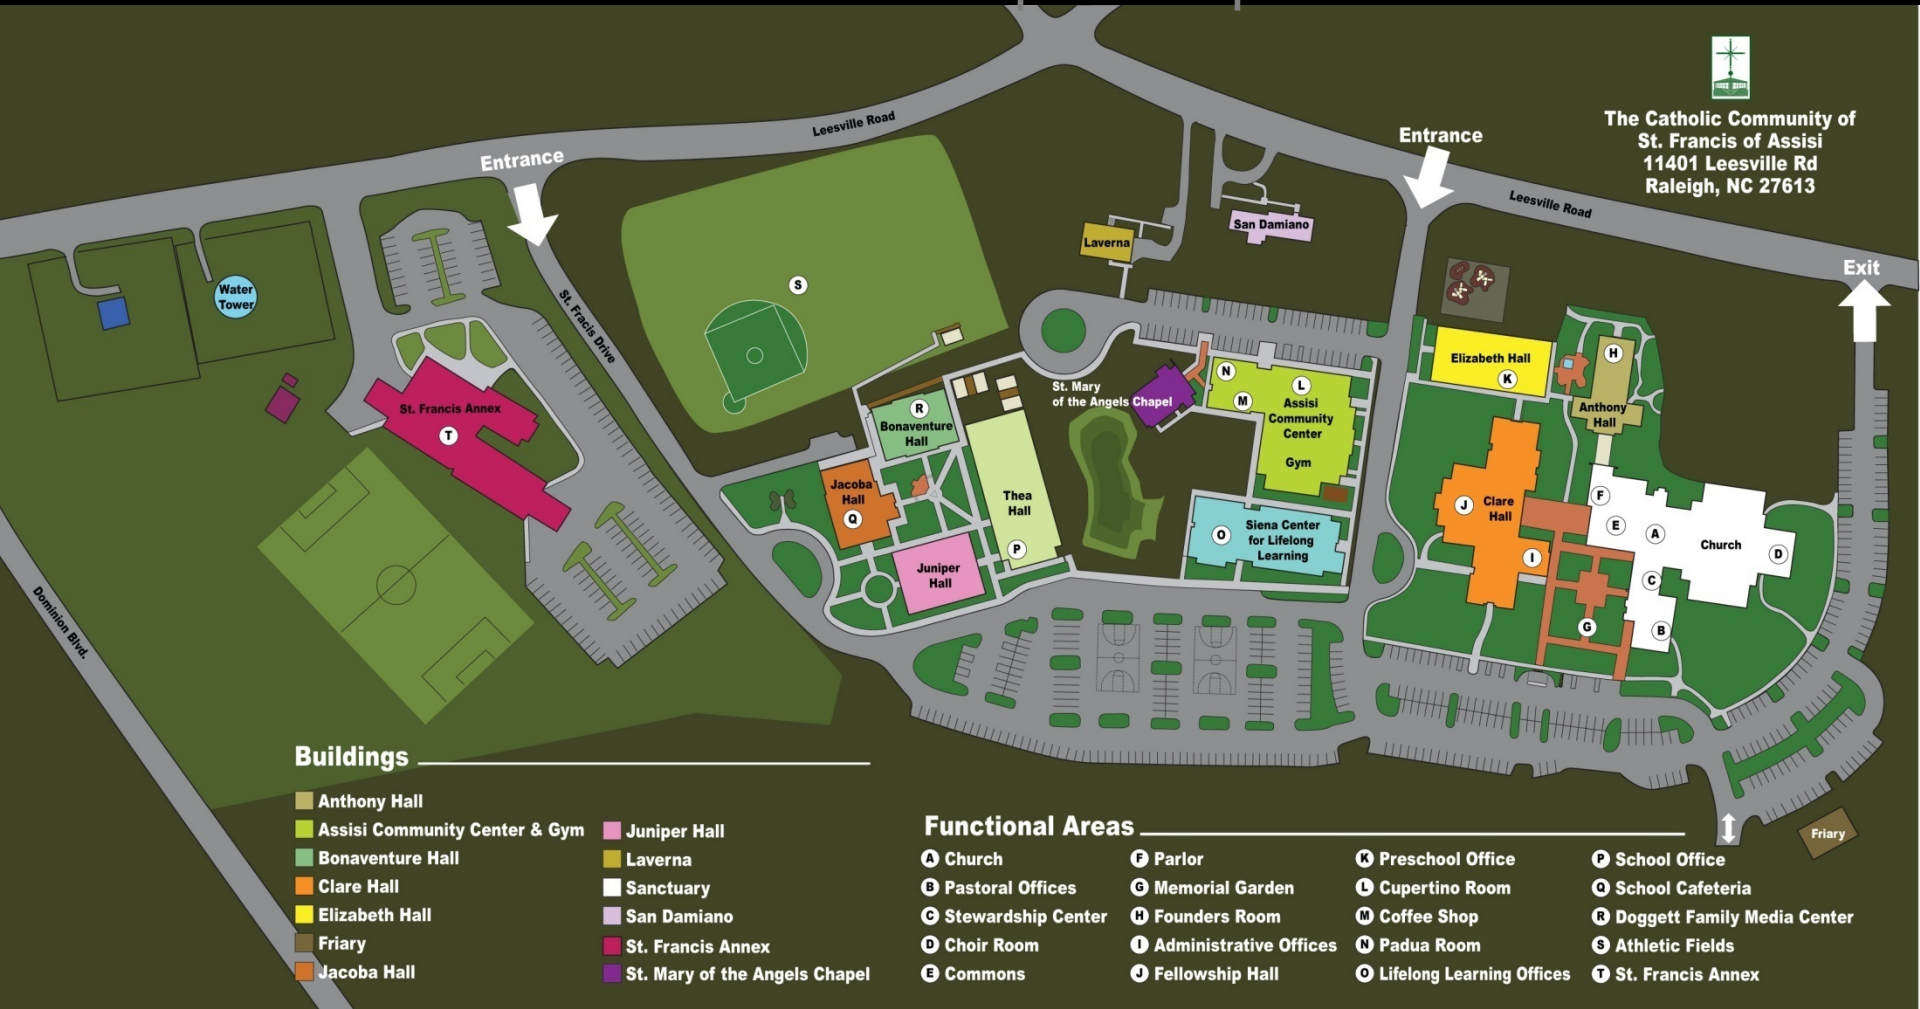 The Catholic Community of
St. Francis of Assisi
11401 Leesville Rd
Raleigh, NC 27613
Leesville Road
Entrance
Entrance
Leesville Road
Exit
San Damiano
Laverna
Water
Tower
S
St. Fracis Drive
Elizabeth Hall
K
H
Anthony
Hall
St. Mary
of the Angels Chapel
N
L
M
Assisi
Community
Center
Gym
St. Francis Annex
T
R
Bonaventure
Hall
Jacoba
Hall
Q
Thea
Hall
P
Juniper
Hall
O
Siena Center
for Lifelong
Learning
J
Clare
Hall
I
F
E
A
Church
D
C
G
B
Dominion Blvd.
Friary
Buildings
Anthony Hall
Assisi Community Center & Gym
Bonaventure Hall
Clare Hall
Elizabeth Hall
Friary
Jacoba Hall
Juniper Hall
Laverna
Sanctuary
San Damiano
St. Francis Annex
St. Mary of the Angels Chapel
Functional Areas
A Church
B Pastoral Offices
C Stewardship Center
D Choir Room
E Commons
F Parlor
G Memorial Garden
H Founders Room
I Administrative Offices
J Fellowship Hall
K Preschool Office
L Cupertino Room
M Coffee Shop
N Padua Room
O Lifelong Learning Offices
P School Office
Q School Cafeteria
R Doggett Family Media Center
S Athletic Fields
T St. Francis Annex